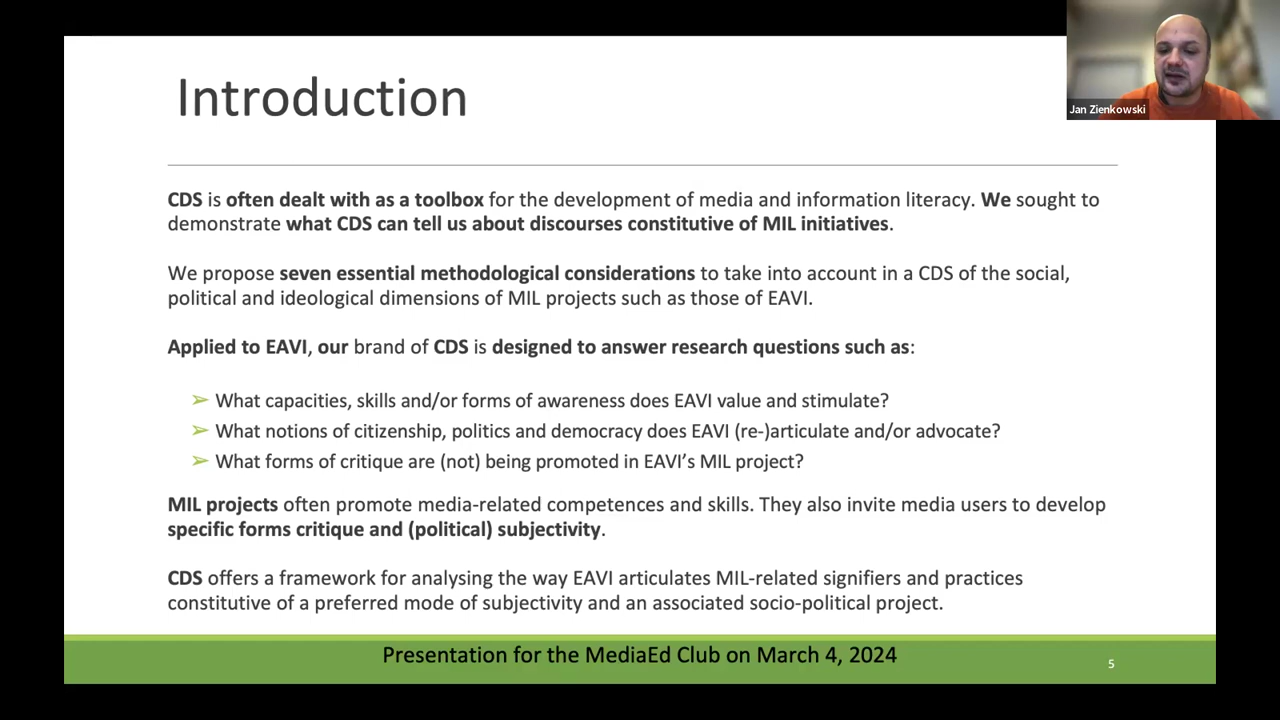 Introduction
Jan Zienkowski
CDS is often dealt with as a toolbox for the development of media and information literacy. We sought to
demonstrate what CDS can tell us about discourses constitutive of MIL initiatives.
We propose seven essential methodological considerations to take into account in a CDS of the social,
political and ideological dimensions of MIL projects such as those of EAVI.
Applied to EAVI, our brand of CDS is designed to answer research questions such as:
➢ What capacities, skills and/or forms of awareness does EAVI value and stimulate?
➢ What notions of citizenship, politics and democracy does EAVI (re-)articulate and/or advocate?
➢ What forms of critique are (not) being promoted in EAVI’s MIL project?
MIL projects often promote media-related competences and skills. They also invite media users to develop
specific forms critique and (political) subjectivity.
CDS offers a framework for analysing the way EAVI articulates MIL-related signifiers and practices
constitutive of a preferred mode of subjectivity and an associated socio-political project.
Presentation for the MediaEd Club on March 4, 2024
5